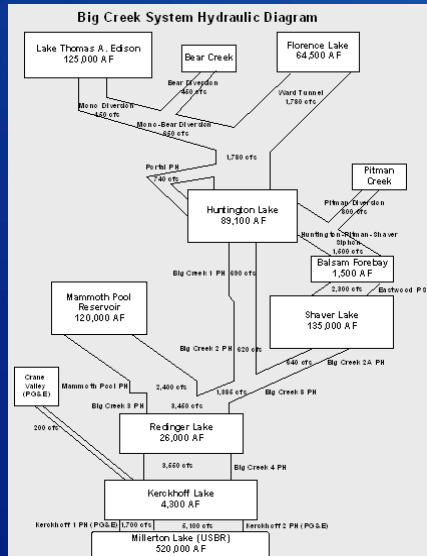 Big Creek System Hydraulic Diagram
Lake Thomas A. Edison
125,000 AF
Bear Creek
Florence Lake
64,500 AF
Bear Diversion
450 cfs
Mono Diversion
450 cfs
Mono-Bear Diversion
650 cfs
Ward Tunnel
1,780 cfs
1,780 cfs
Portal PH
740 cfs
Pitman
Creek
Huntington Lake
89,100 AF
Pitman Diversion
800 cfs
Huntington-Pitman-Shaver
Siphon
1,500 cfs
Balsam Forebay
1,500 AF
Big Creek 1 PH
690 cfs
2,300 cfs
Eastwood PG
Mammoth Pool
Reservoir
120,000 AF
Shaver Lake
135,000 AF
Big Creek 2 PH
620 cfs
640 cfs
Big Creek 2A PH
Crane
Valley
(PG&E)
Mammoth Pool PH
2,400 cfs
Big Creek 8 PH
Big Creek 3 PH
3,450 cfs
200 cfs
Redinger Lake
26,000 AF
3,550 cfs
Big Creek 4 PH
Kerckhoff Lake
4,300 AF
Kerckhoff 1 PH (PG&E)
1,700 cfs
5,100 cfs
Kerckhoff 2 PH (PG&E)
Millerton Lake (USBR)
520,000 AF